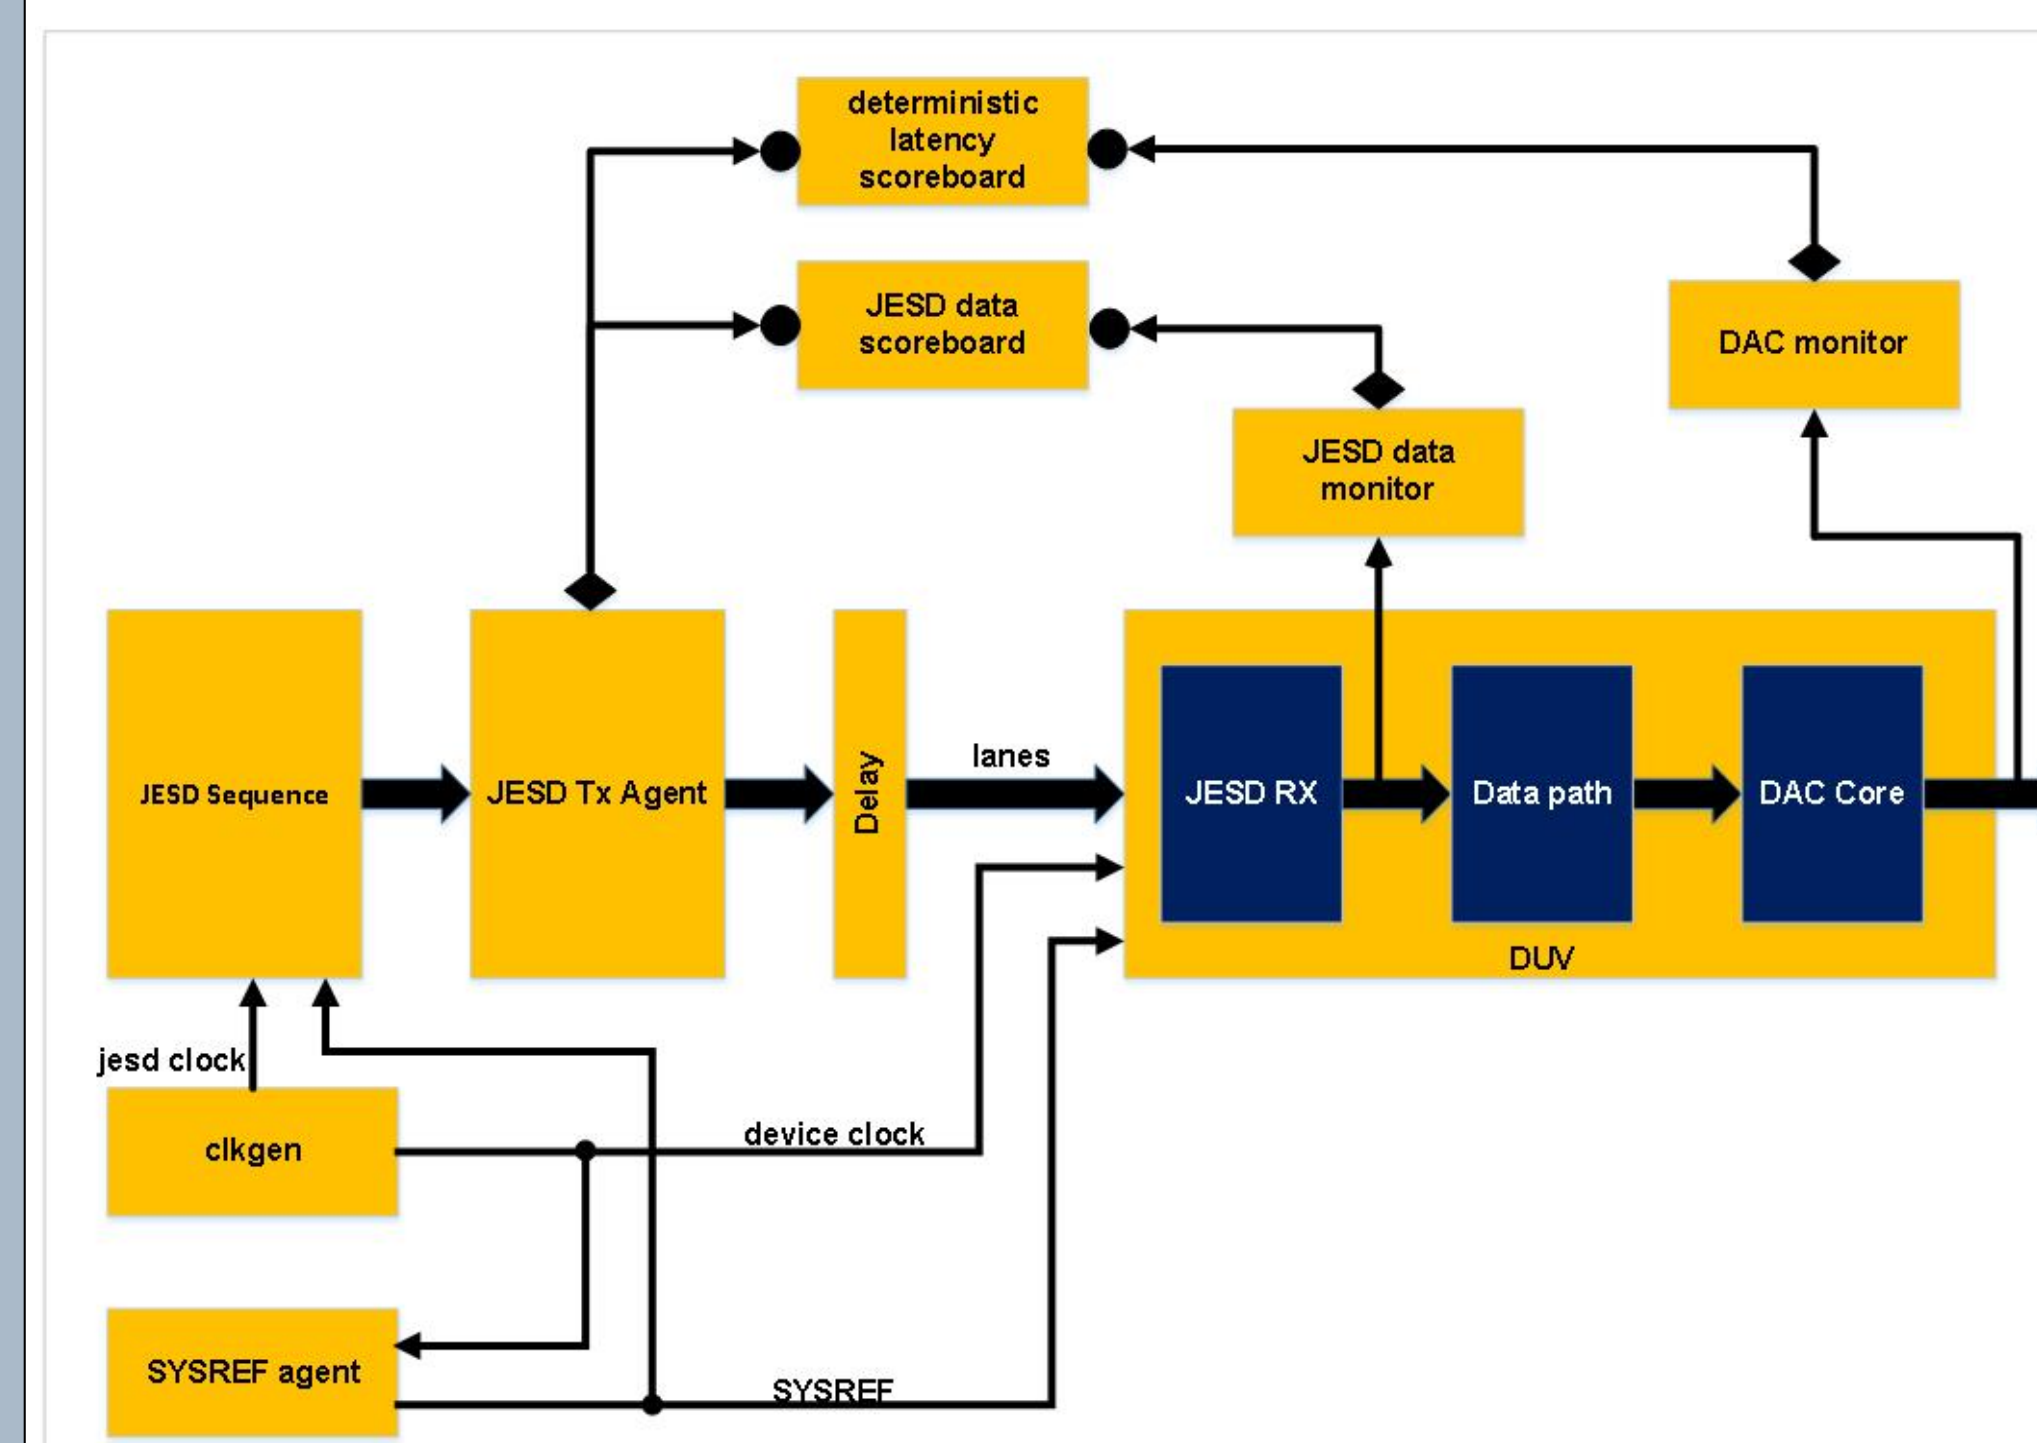 deterministic
latency
scoreboard
JESD data
scoreboard
DAC monitor
JESD data
monitor
JESD Sequence
JESD Tx Agent
Delay
lanes
JESD RX
Data path
DAC Core
DUV
jesd clock
clkgen
device clock
SYSREF agent
SYSREF